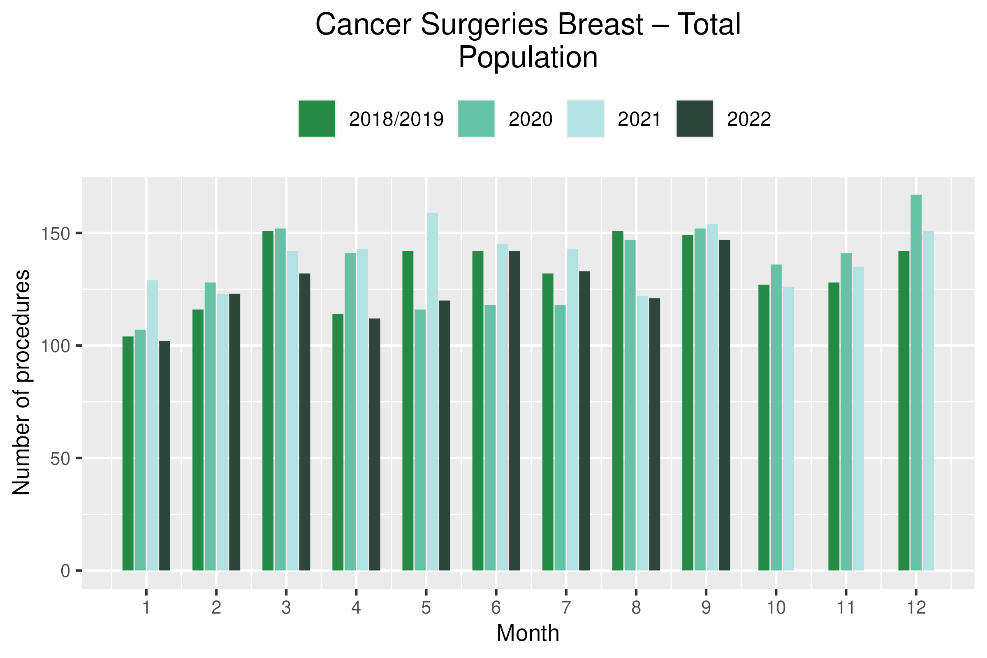 Cancer Surgeries Breast – Total
Population
2018/2019 2020 2021 2022
Number of procedures
150
100
50
0
1 2 3 4 5 6 7 8 9 10 11 12
Month